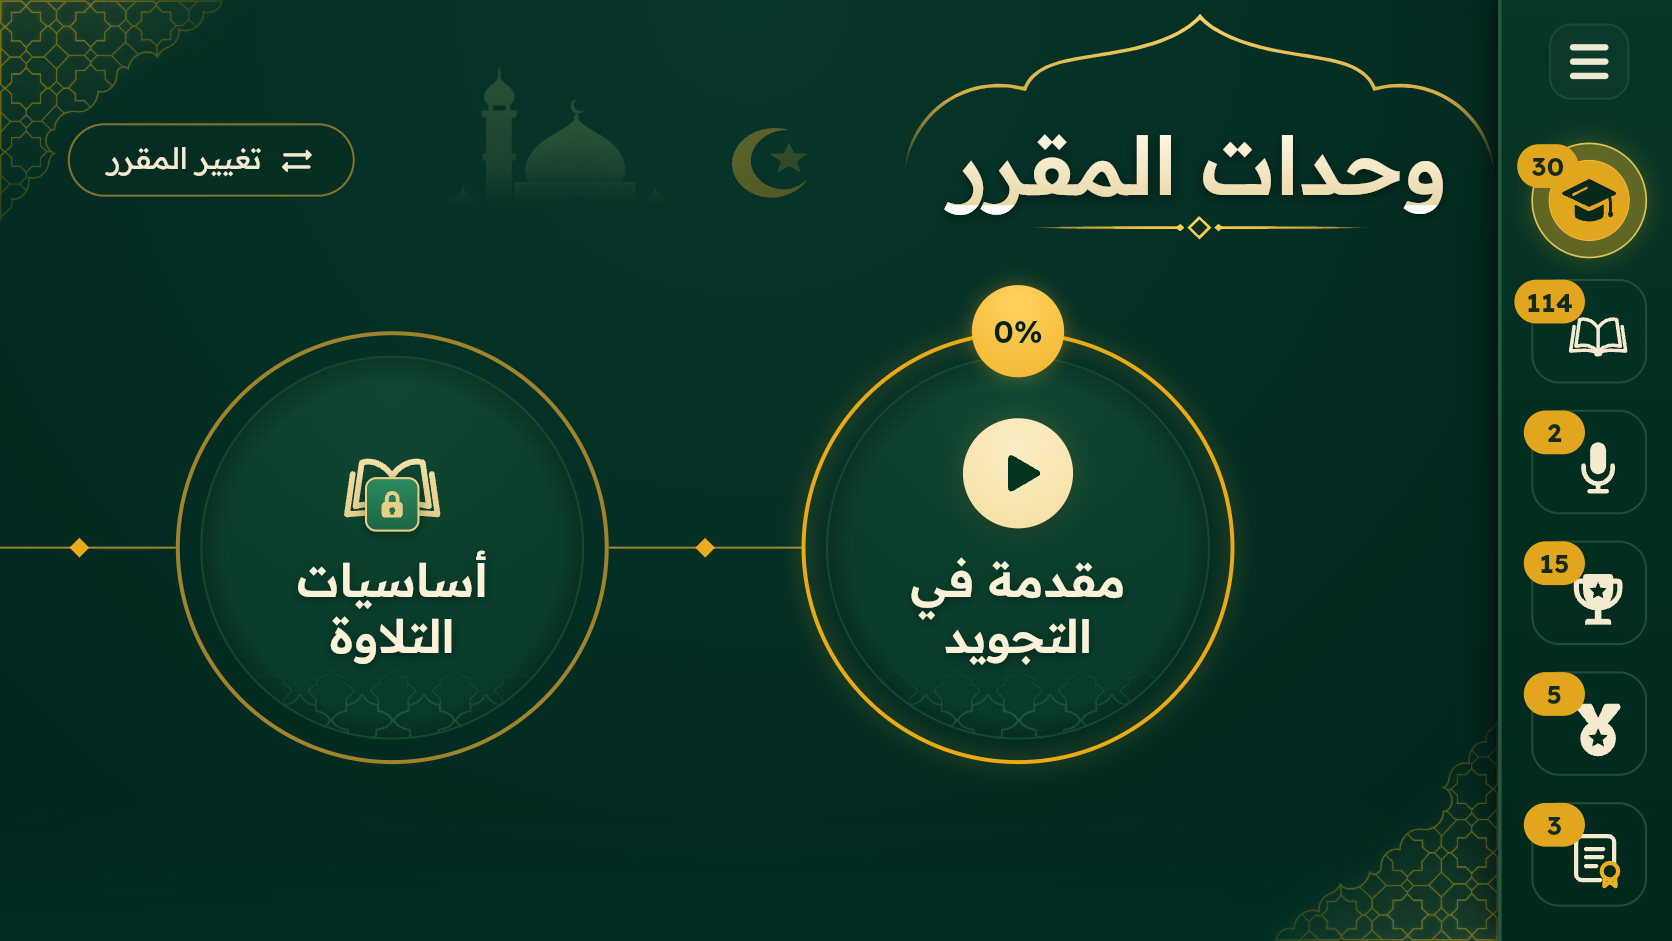 وحدات المقرر
تغيير المقرر
30
114
2
15
5
3
0%
مقدمة في
التجويد
أساسيات
التلاوة